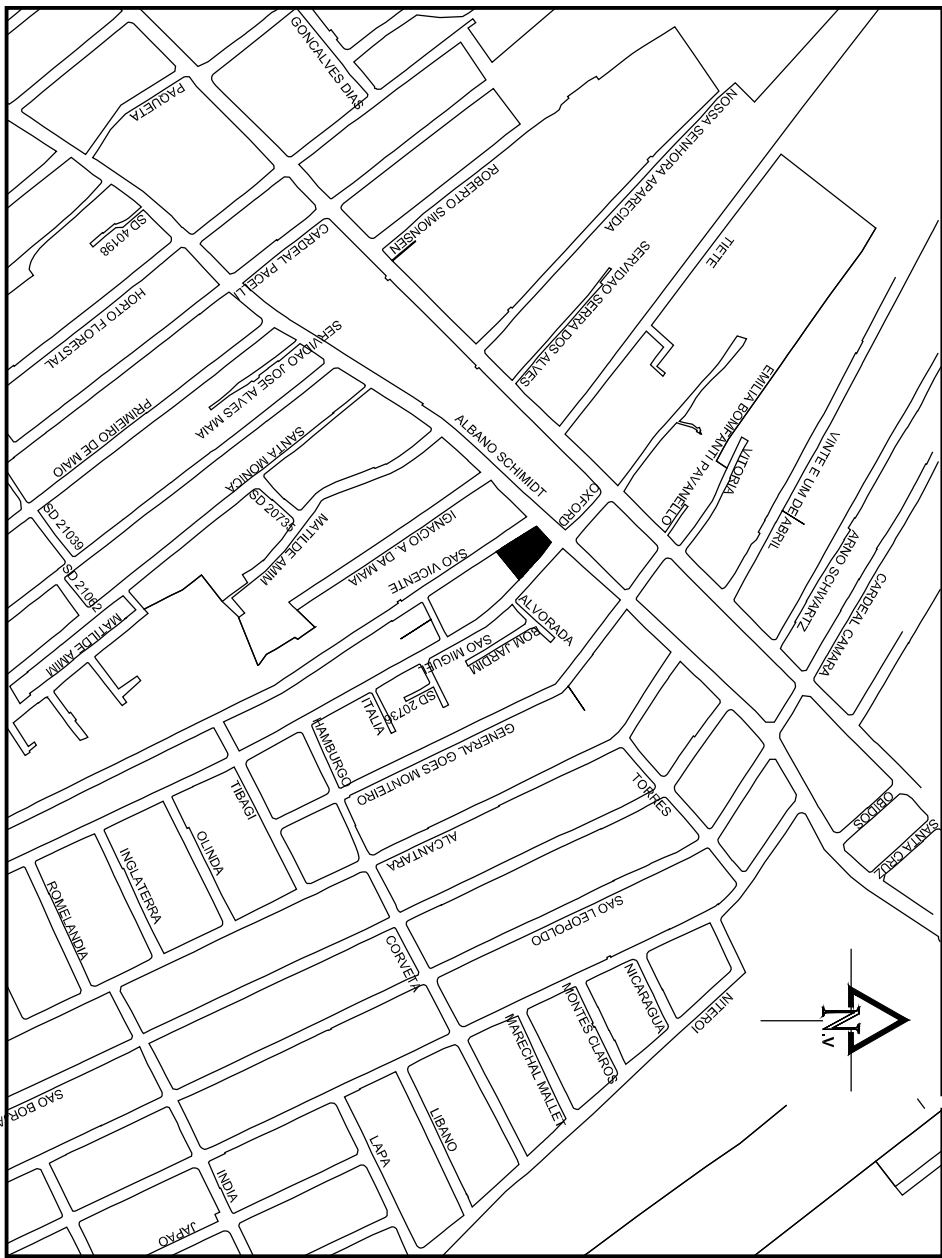 GONCALVES DIAS
PAQUETA
NOSSA SENHORA APARECIDA
ROBERTO SIMONSEN
SD 40198
CARDEAL PACELLI
SERVIDAO SERRA DOS ALVES
TIETE
HORTO FLORESTAL
SERVIDAO JOSE ALVES MAIA
PRIMEIRO DE MAIO
EMILIA BOMFANTI PAVANELLO
VITORIA
VINTE E UM DE ABRIL
ALBANO SCHIMIDT
SANTA MONICA
OXFORD
SD 21039
SD 20735
MATILDE AMIM
IGNACIO A. DA MAIA
SAO VICENTE
ARNO SCHWARTZ
CARDEAL CAMARA
SD 21062
MATILDE AMIM
ALVORADA
BOM JARDIM
SAO MIGUEL
SD 20736
ITALIA
HAMBURGO
GENERAL GOES MONTEIRO
TIBAGI
TORRES
OBIDOS
SANTA CRUZ
OLINDA
ALCANTARA
INGLATERRA
ROMELANDIA
SAO LEOPOLDO
CORVETA
NICARAGUA
NITEROI
MONTES CLAROS
MARECHAL MALLET
N.v
SAO BORJA
LIBANO
LAPA
INDIA
JAPAO